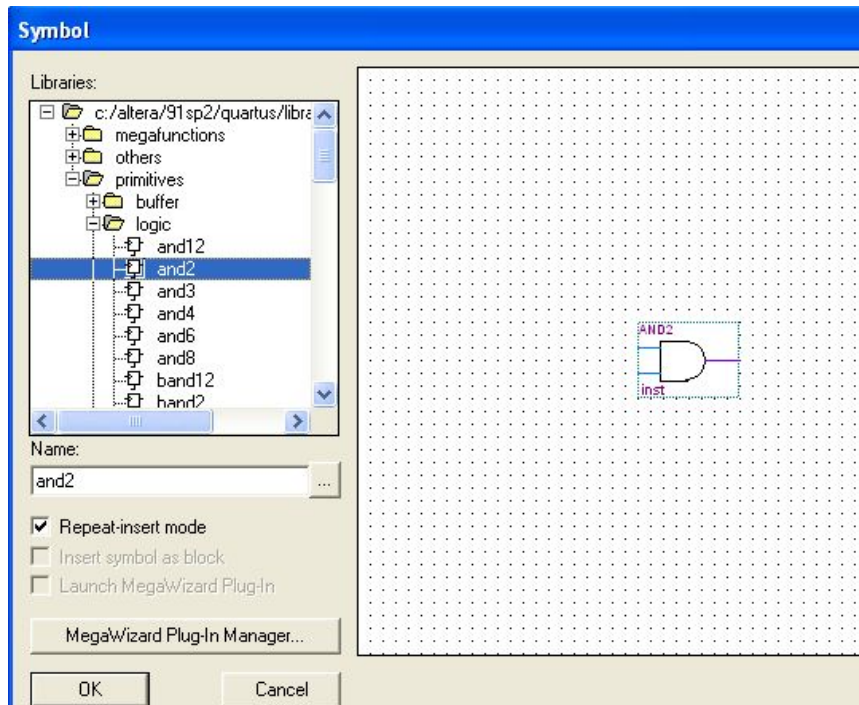 Symbol
Libraries:
c:/altera/91sp2/quartus/libra
megafunctions
others
primitives
buffer
logic
and12
and2
and3
and4
and6
and8
band12
band2
Name:
and2
...
Repeat-insert mode
Insert symbol as block
Launch MegaWizard Plug-In
MegaWizard Plug-In Manager...
OK Cancel
AND2
inst